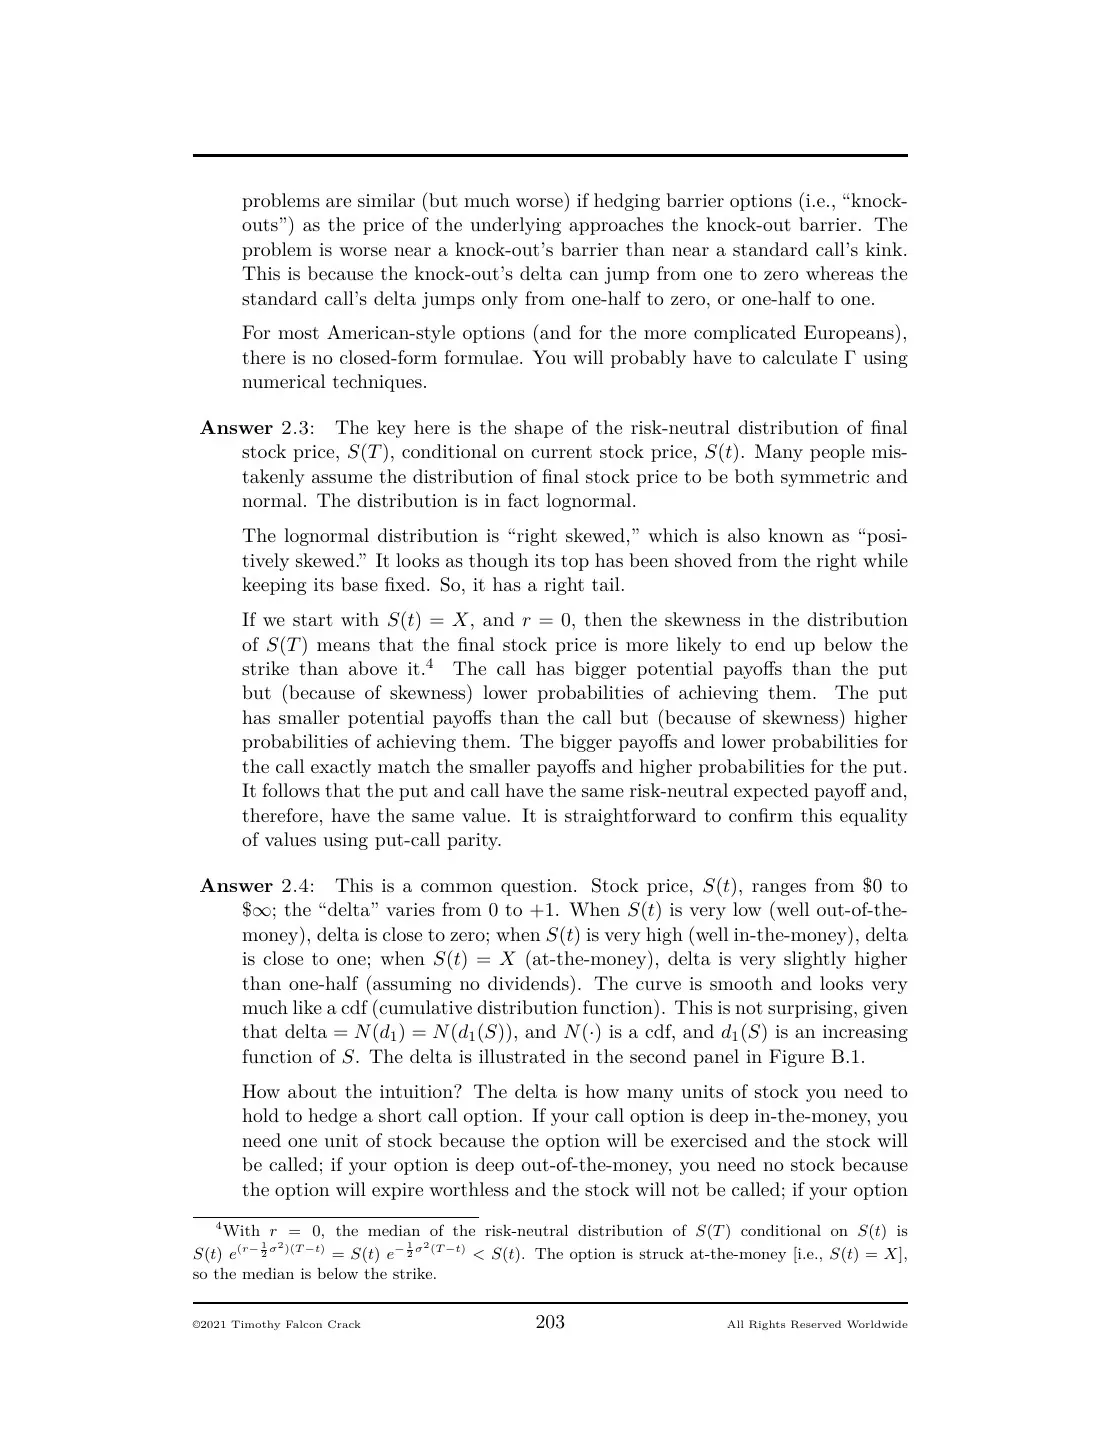 problems are similar (but much worse) if hedging barrier options (i.e., “knock-
outs”) as the price of the underlying approaches the knock-out barrier. The
problem is worse near a knock-out’s barrier than near a standard call’s kink.
This is because the knock-out’s delta can jump from one to zero whereas the
standard call’s delta jumps only from one-half to zero, or one-half to one.
For most American-style options (and for the more complicated Europeans),
there is no closed-form formulae. You will probably have to calculate Γ using
numerical techniques.
Answer 2.3: The key here is the shape of the risk-neutral distribution of final
stock price, S(T), conditional on current stock price, S(t). Many people mis-
takenly assume the distribution of final stock price to be both symmetric and
normal. The distribution is in fact lognormal.
The lognormal distribution is “right skewed,” which is also known as “posi-
tively skewed.” It looks as though its top has been shoved from the right while
keeping its base fixed. So, it has a right tail.
If we start with S(t) = X, and r = 0, then the skewness in the distribution
of S(T) means that the final stock price is more likely to end up below the
strike than above it.⁴ The call has bigger potential payoffs than the put
but (because of skewness) lower probabilities of achieving them. The put
has smaller potential payoffs than the call but (because of skewness) higher
probabilities of achieving them. The bigger payoffs and lower probabilities for
the call exactly match the smaller payoffs and higher probabilities for the put.
It follows that the put and call have the same risk-neutral expected payoff and,
therefore, have the same value. It is straightforward to confirm this equality
of values using put-call parity.
Answer 2.4: This is a common question. Stock price, S(t), ranges from $0 to
$∞; the “delta” varies from 0 to +1. When S(t) is very low (well out-of-the-
money), delta is close to zero; when S(t) is very high (well in-the-money), delta
is close to one; when S(t) = X (at-the-money), delta is very slightly higher
than one-half (assuming no dividends). The curve is smooth and looks very
much like a cdf (cumulative distribution function). This is not surprising, given
that delta = N(d₁) = N(d₁(S)), and N(·) is a cdf, and d₁(S) is an increasing
function of S. The delta is illustrated in the second panel in Figure B.1.
How about the intuition? The delta is how many units of stock you need to
hold to hedge a short call option. If your call option is deep in-the-money, you
need one unit of stock because the option will be exercised and the stock will
be called; if your option is deep out-of-the-money, you need no stock because
the option will expire worthless and the stock will not be called; if your option
⁴With r = 0, the median of the risk-neutral distribution of S(T) conditional on S(t) is
S(t) e^{(r−½σ²)(T−t)} = S(t) e^{−½σ²(T−t)} < S(t). The option is struck at-the-money [i.e., S(t) = X],
so the median is below the strike.
©2021 Timothy Falcon Crack 203 All Rights Reserved Worldwide